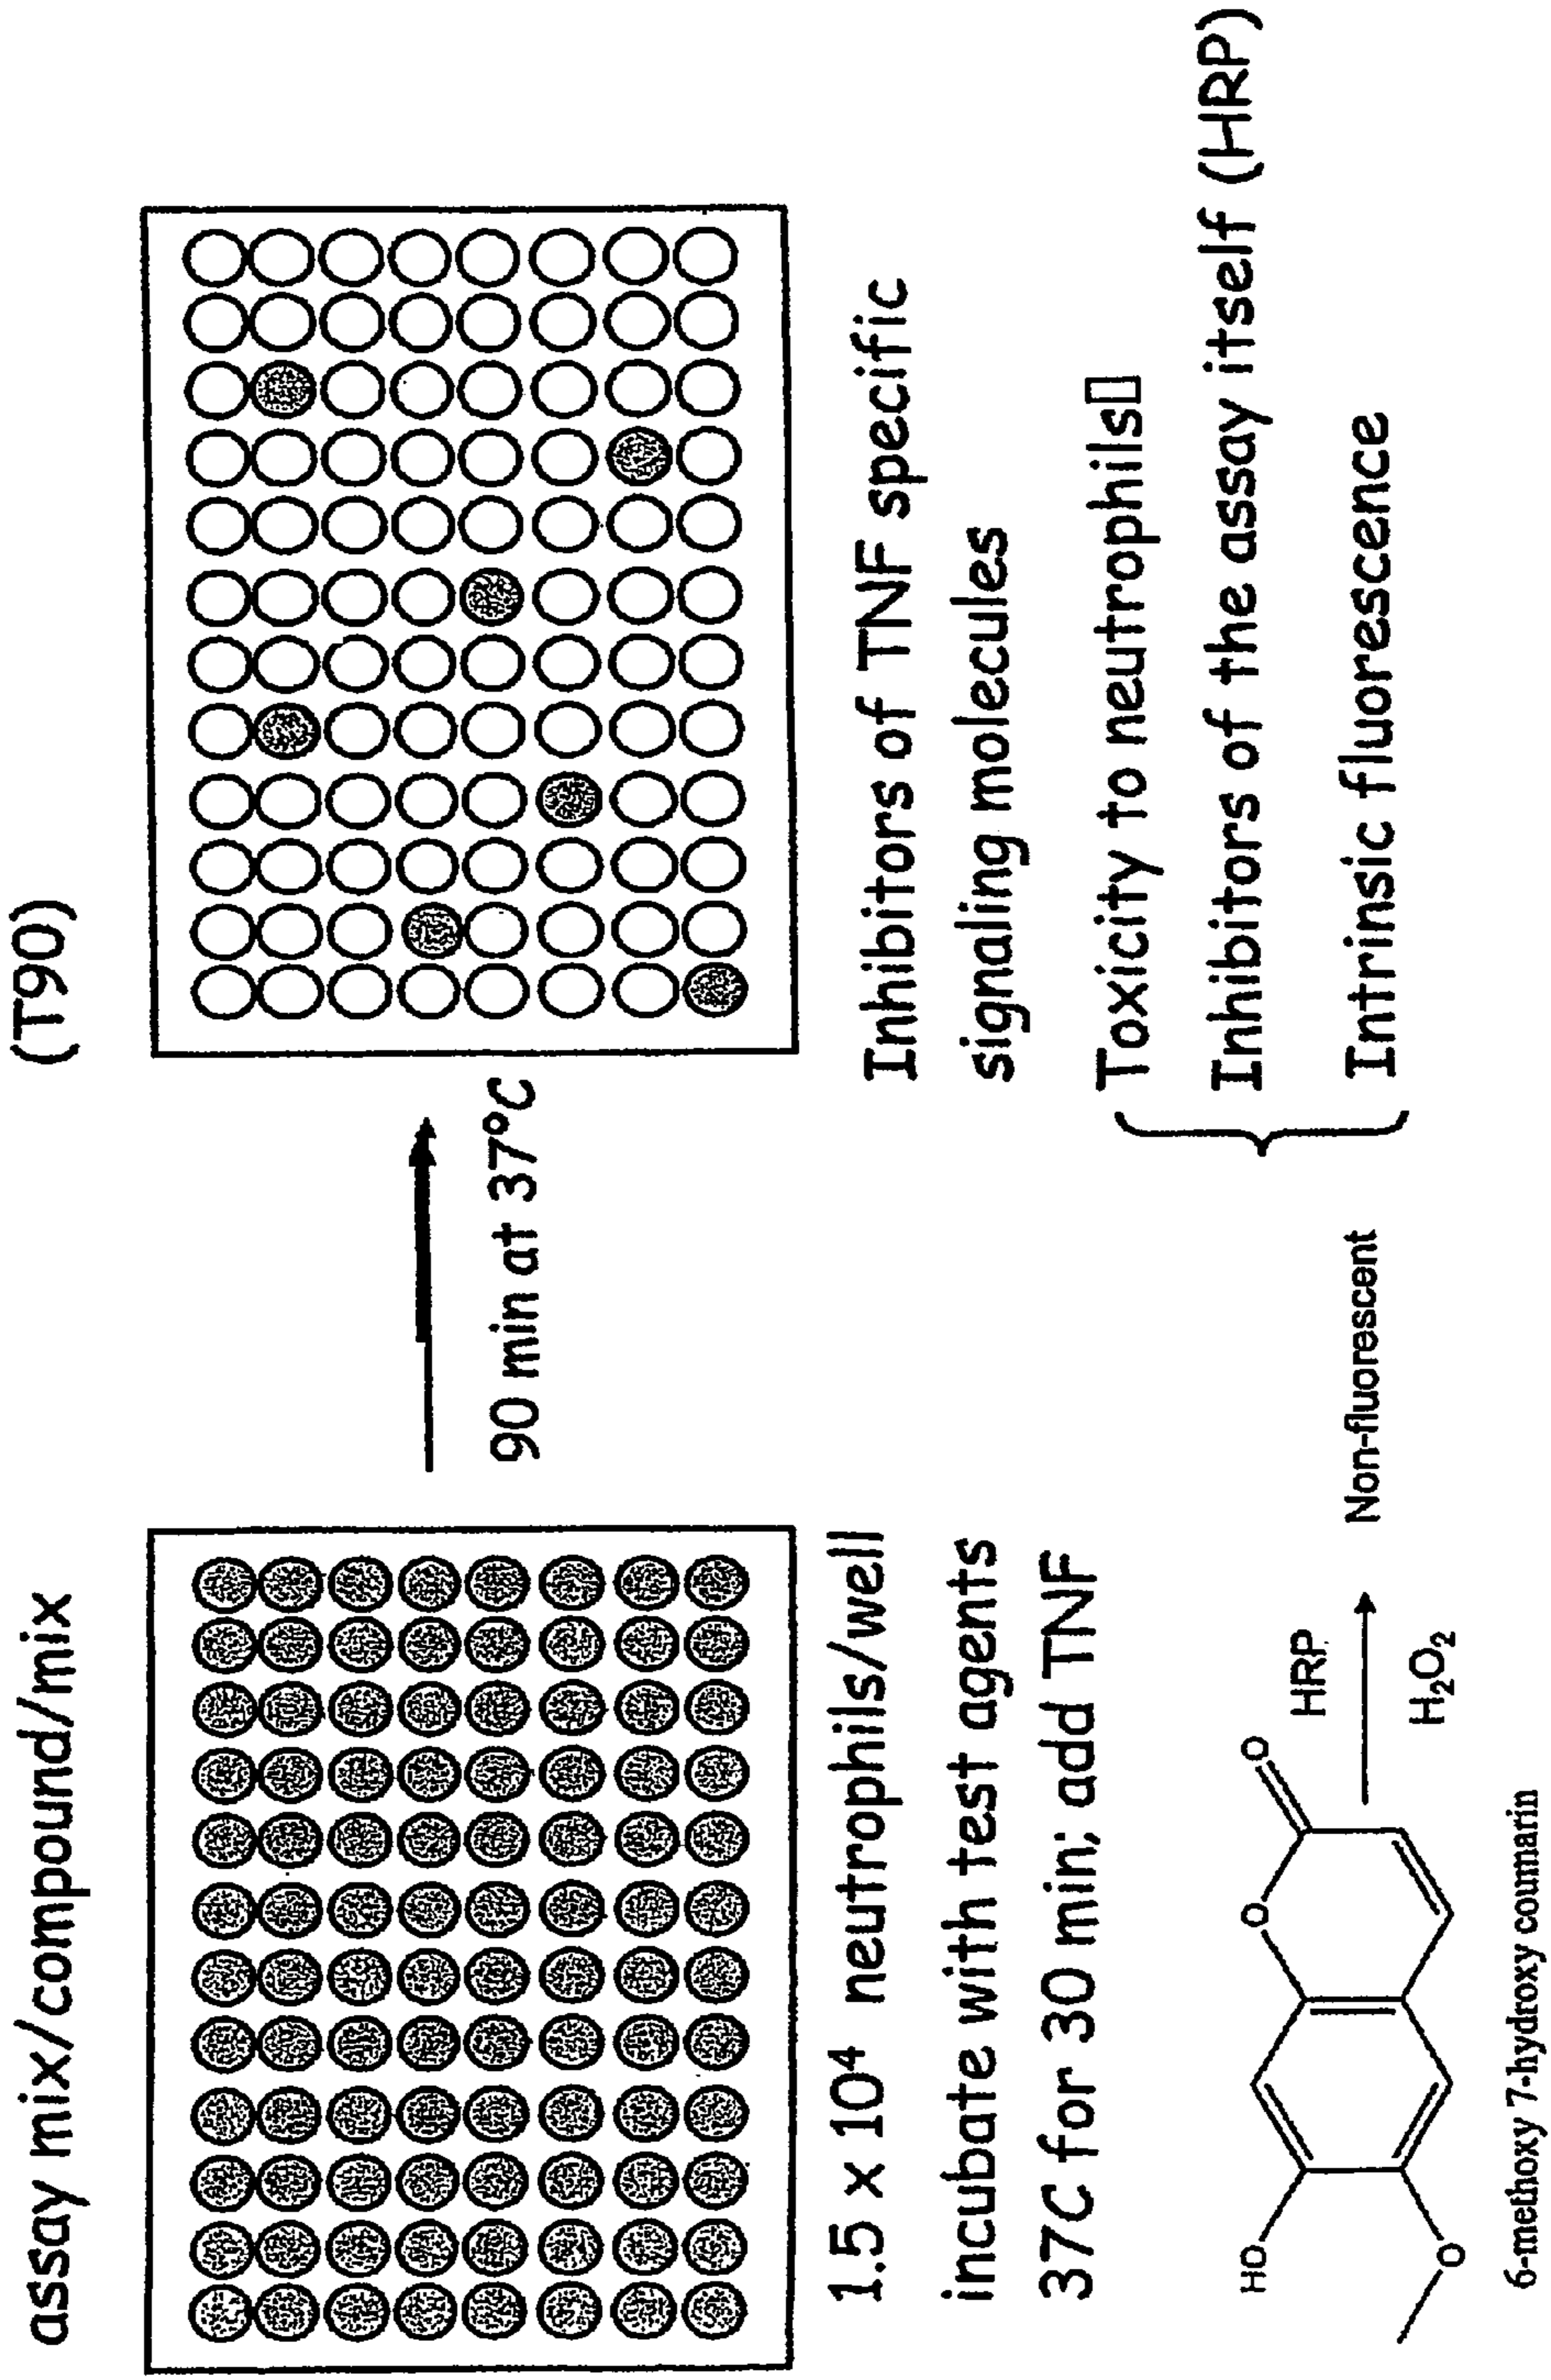 assay mix/compound/mix
(T90)
90 min at 37°C
1.5 x 10⁴ neutrophils/well
incubate with test agents
37C for 30 min; add TNF
Inhibitors of TNF specific
signaling molecules
Toxicity to neutrophils▯
Inhibitors of the assay itself (HRP)
Intrinsic fluorescence
HO
O
O
O
HRP
H₂O₂
Non-fluorescent
6-methoxy 7-hydroxy coumarin